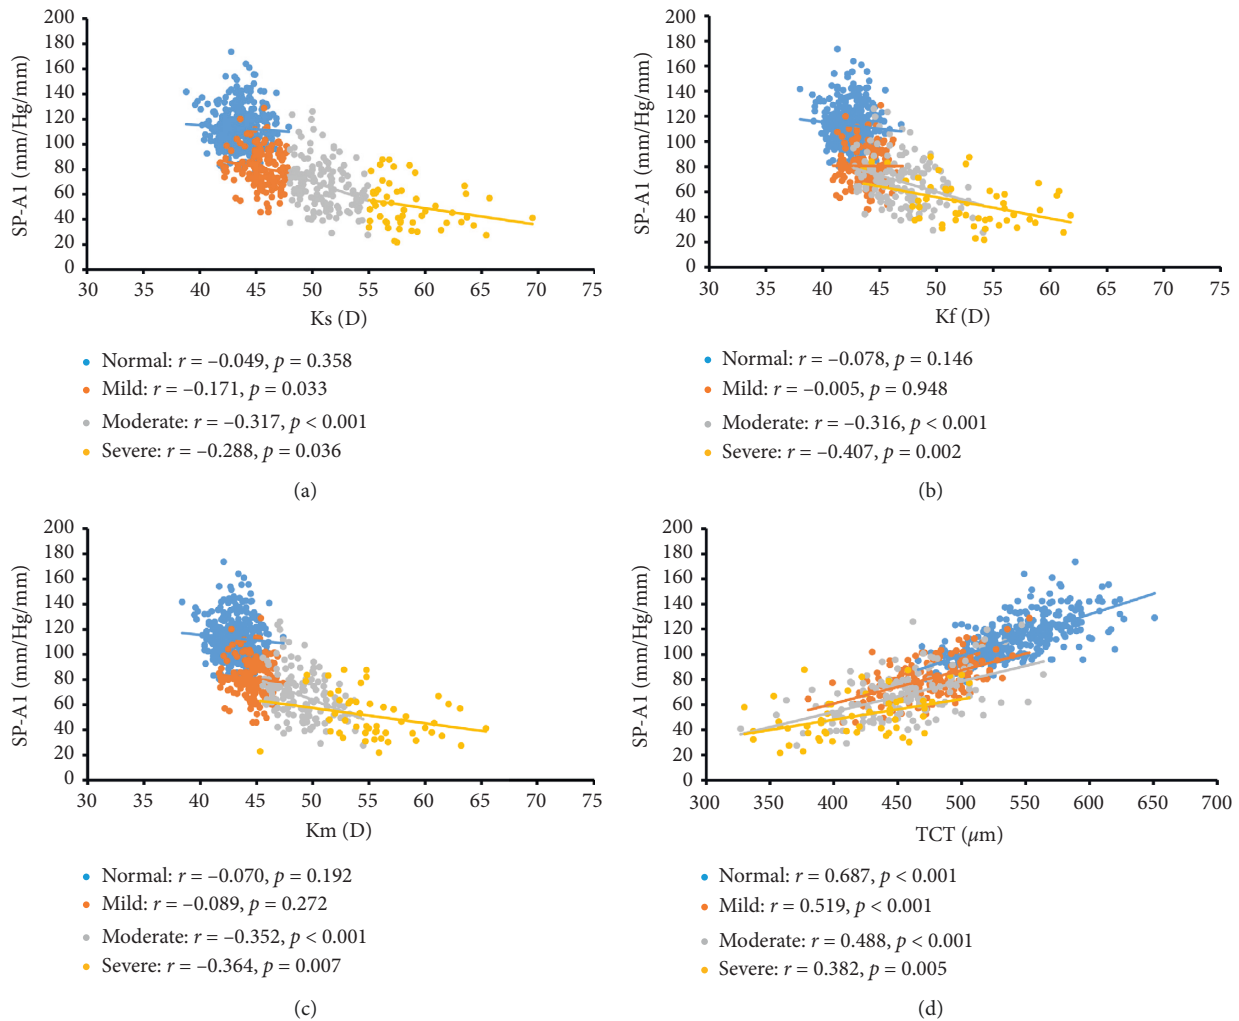 SP-A1 (mm/Hg/mm)
200
180
160
140
120
100
80
60
40
20
0
30 35 40 45 50 55 60 65 70 75
Ks (D)
Normal: r = –0.049, p = 0.358
Mild: r = –0.171, p = 0.033
Moderate: r = –0.317, p < 0.001
Severe: r = –0.288, p = 0.036
(a)
SP-A1 (mm/Hg/mm)
200
180
160
140
120
100
80
60
40
20
0
30 35 40 45 50 55 60 65 70 75
Kf (D)
Normal: r = –0.078, p = 0.146
Mild: r = –0.005, p = 0.948
Moderate: r = –0.316, p < 0.001
Severe: r = –0.407, p = 0.002
(b)
SP-A1 (mm/Hg/mm)
200
180
160
140
120
100
80
60
40
20
0
30 35 40 45 50 55 60 65 70 75
Km (D)
Normal: r = –0.070, p = 0.192
Mild: r = –0.089, p = 0.272
Moderate: r = –0.352, p < 0.001
Severe: r = –0.364, p = 0.007
(c)
SP-A1 (mm/Hg/mm)
200
180
160
140
120
100
80
60
40
20
0
300 350 400 450 500 550 600 650 700
TCT (μm)
Normal: r = 0.687, p < 0.001
Mild: r = 0.519, p < 0.001
Moderate: r = 0.488, p < 0.001
Severe: r = 0.382, p = 0.005
(d)